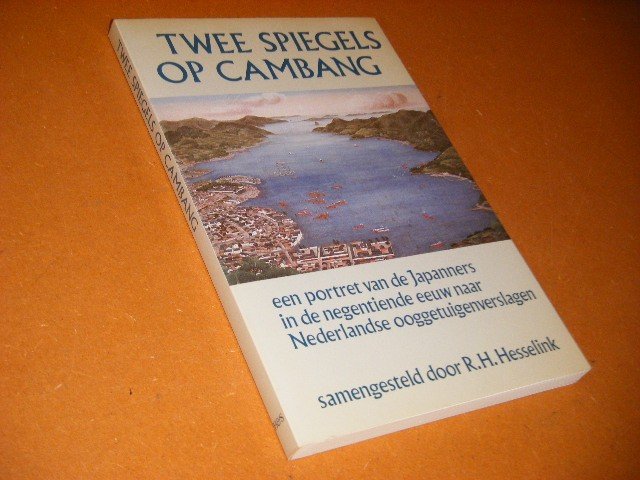 TWEE SPIEGELS
OP CAMBANG
een portret van de Japanners
in de negentiende eeuw naar
Nederlandse ooggetuigenverslagen
samengesteld door R.H. Hesselink
TWEE SPIEGELS OP CAMBANG